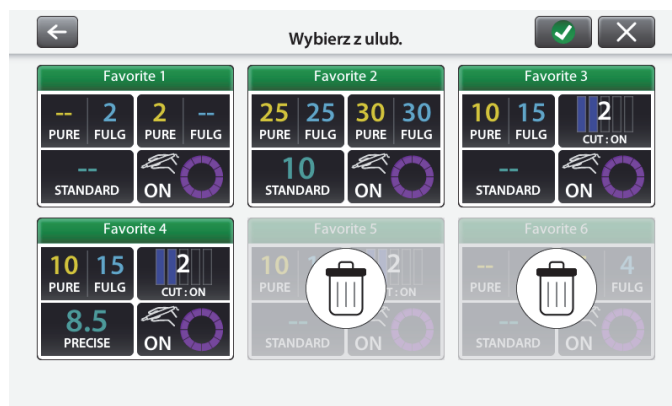 Wybierz z ulub.
Favorite 1
-- 2 2 --
PURE FULG PURE FULG
--
STANDARD ON
Favorite 2
25 25 30 30
PURE FULG PURE FULG
10
STANDARD ON
Favorite 3
10 15 2
PURE FULG CUT : ON
--
STANDARD ON
Favorite 4
10 15 2
PURE FULG CUT : ON
8.5
PRECISE ON
Favorite 5
10 2
PURE : ON
--
STANDARD ON
Favorite 6
-- 4
PURE FULG
--
STANDARD ON